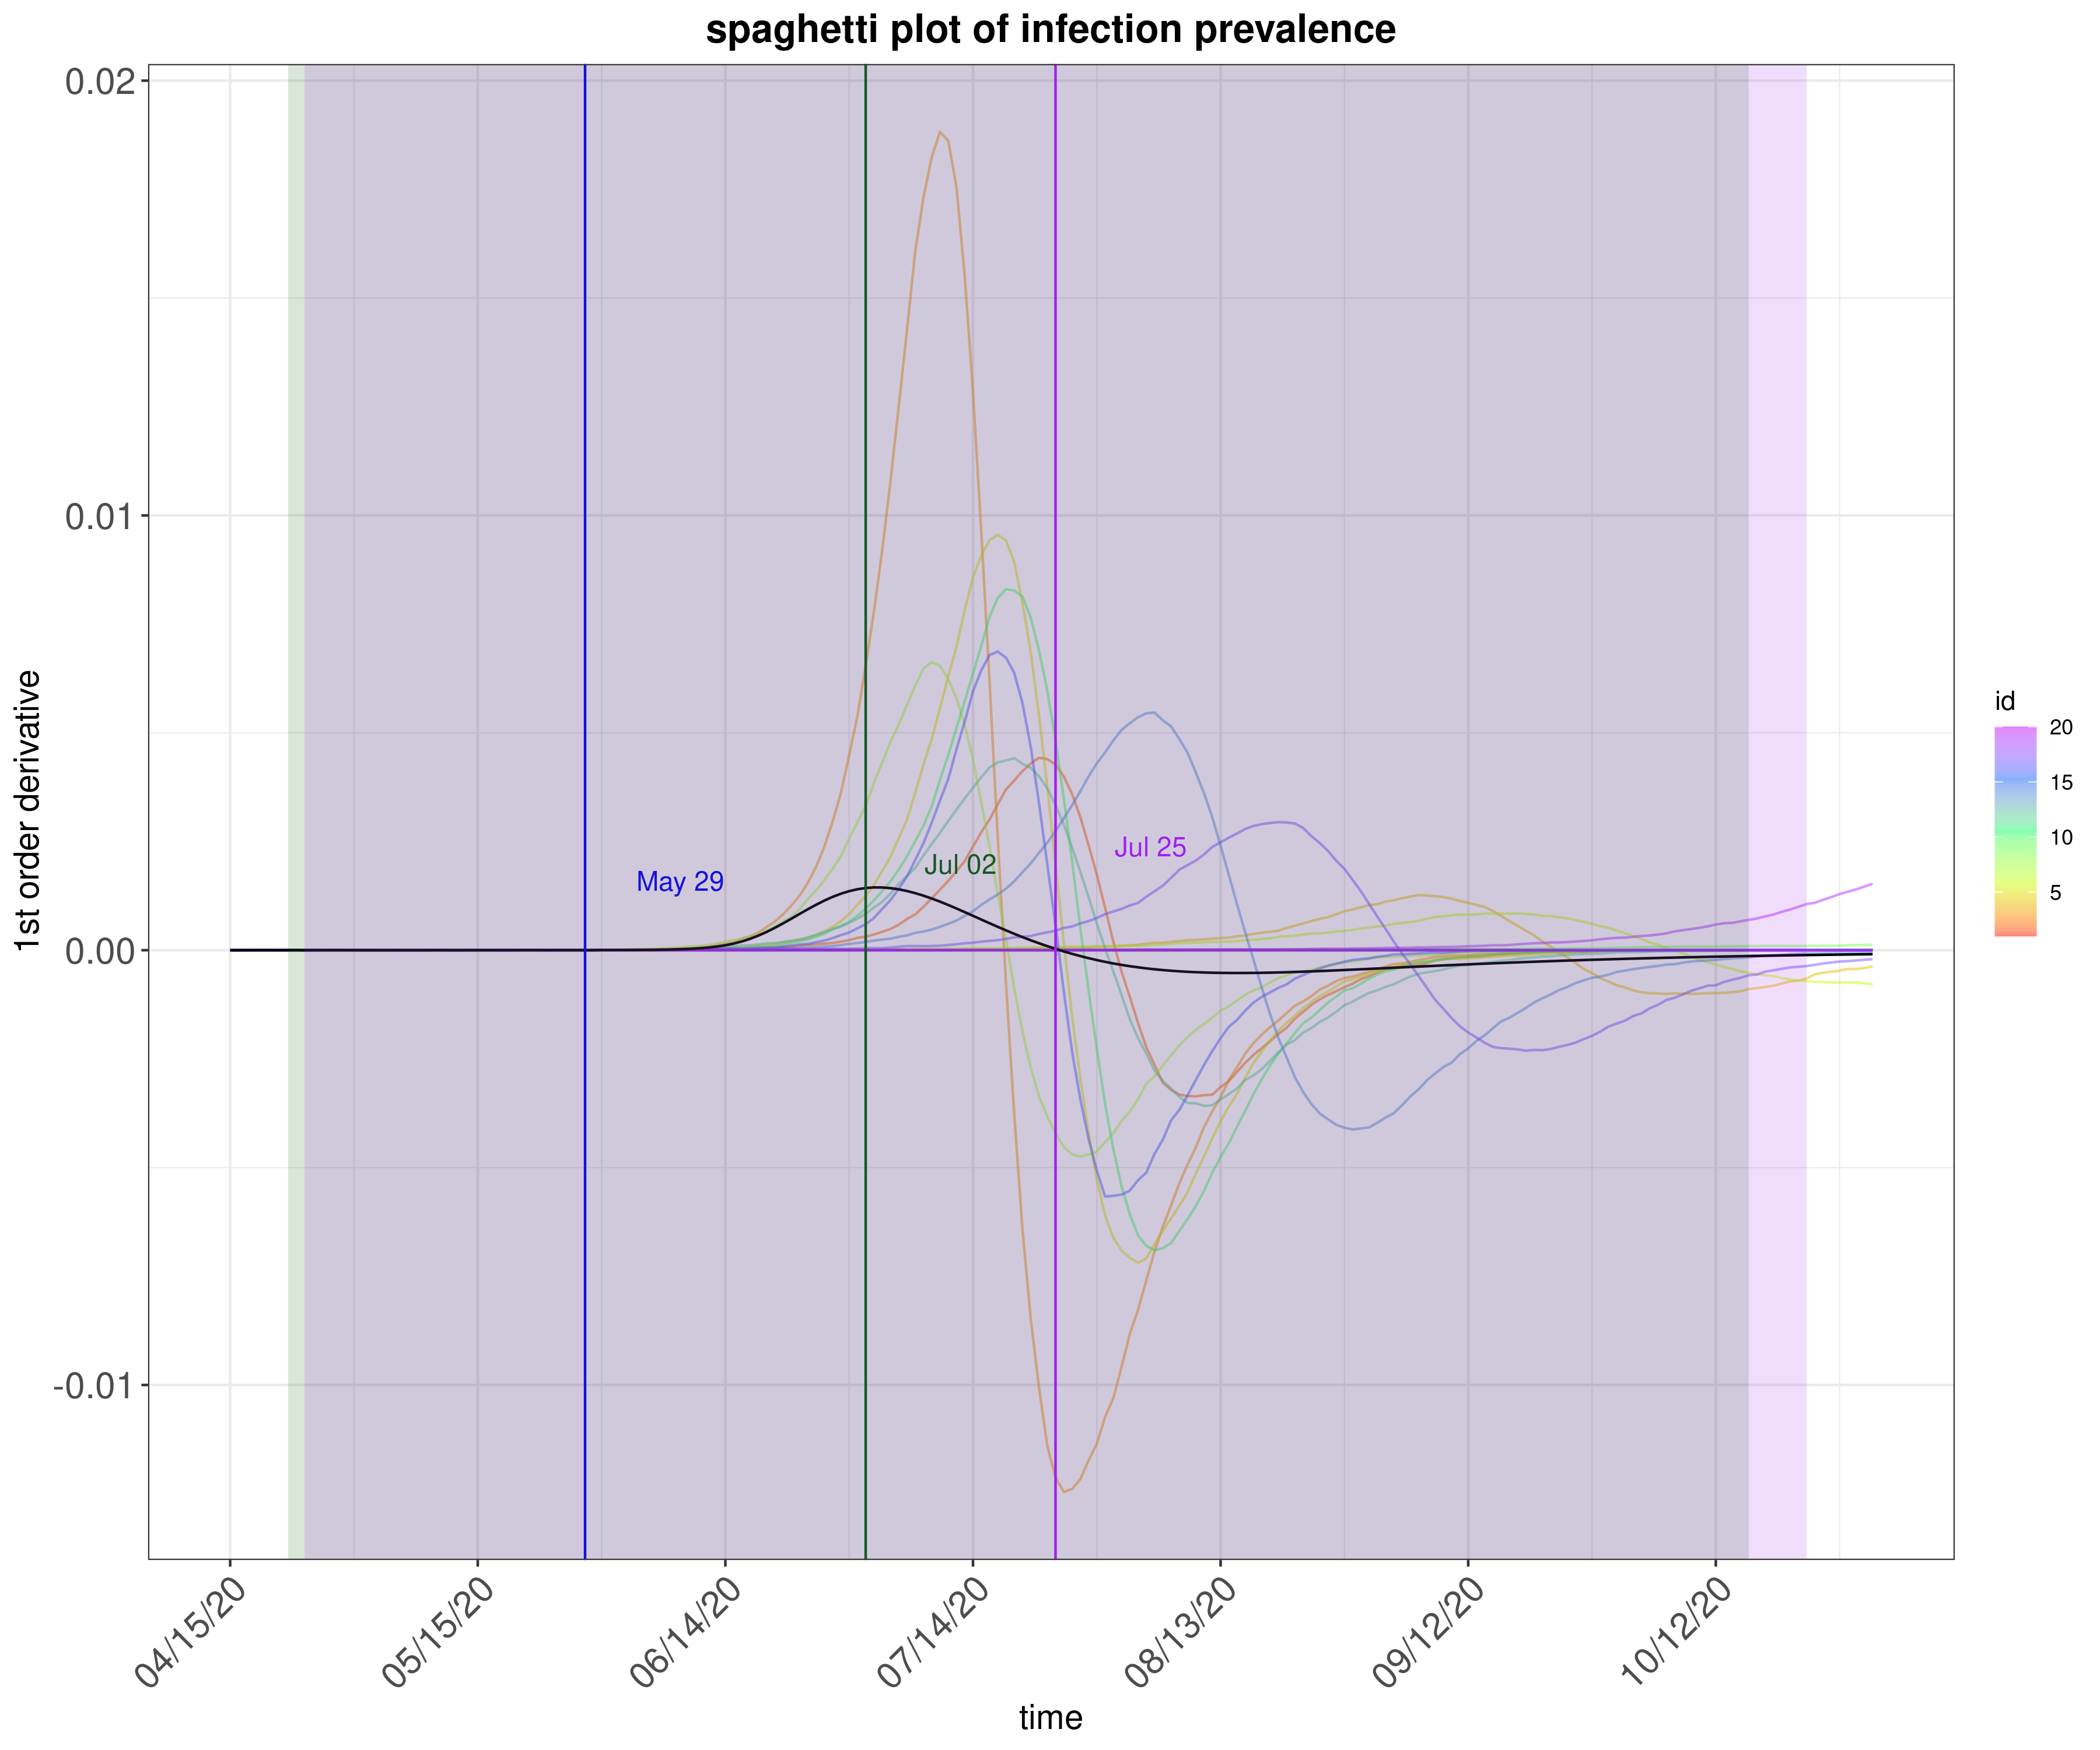 spaghetti plot of infection prevalence
1st order derivative
0.02
0.01
0.00
-0.01
May 29
Jul 02
Jul 25
04/15/20
05/15/20
06/14/20
07/14/20
08/13/20
09/12/20
10/12/20
time
id
20
15
10
5